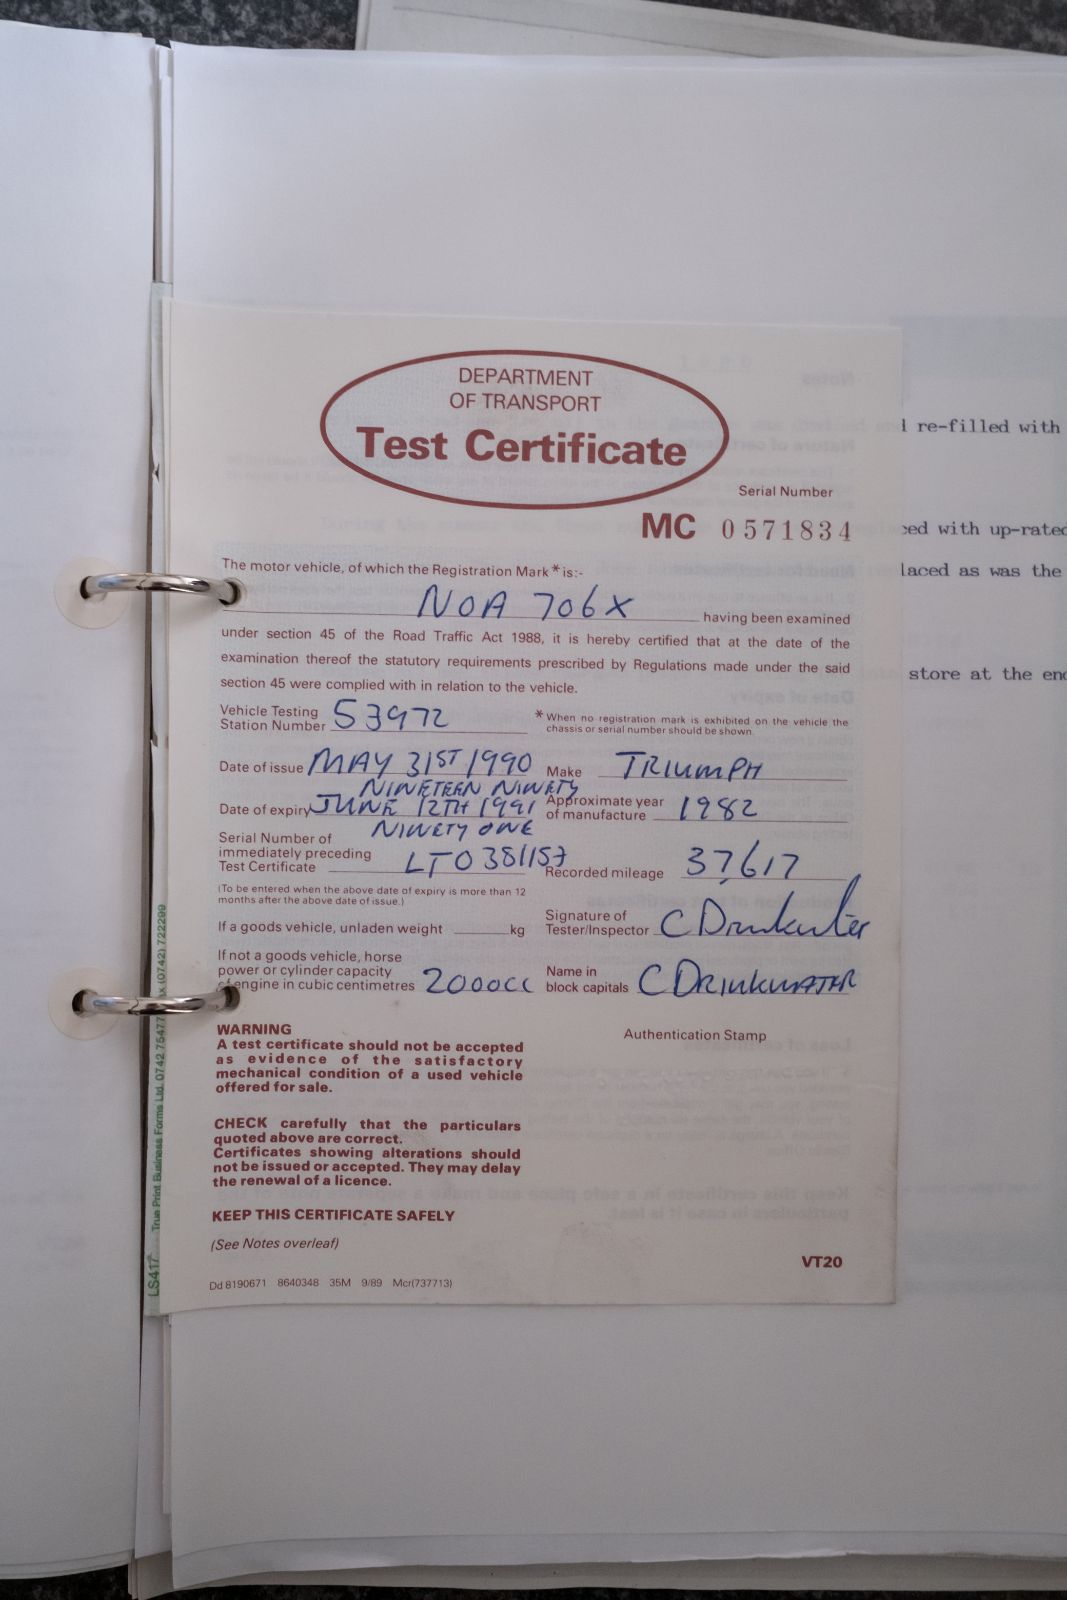 DEPARTMENT
OF TRANSPORT
Test Certificate
Serial Number
MC 0571834
The motor vehicle, of which the Registration Mark * is:-
NOA 706X having been examined
under section 45 of the Road Traffic Act 1988, it is hereby certified that at the date of the
examination thereof the statutory requirements prescribed by Regulations made under the said
section 45 were complied with in relation to the vehicle.
Vehicle Testing
Station Number 53972
* When no registration mark is exhibited on the vehicle the
chassis or serial number should be shown.
Date of issue MAY 31ST 1990 Make TRIUMPH
NINETEEN NINETY
Date of expiry JUNE 12TH 1991 Approximate year
of manufacture 1982
NINETY ONE
Serial Number of
immediately preceding
Test Certificate LTO381157 Recorded mileage 37,617
(To be entered when the above date of expiry is more than 12
months after the above date of issue.)
Signature of
Tester/Inspector C Drinkwater
If a goods vehicle, unladen weight kg
If not a goods vehicle, horse
power or cylinder capacity
of engine in cubic centimetres 2000cc
Name in
block capitals C DRINKWATER
WARNING
A test certificate should not be accepted
as evidence of the satisfactory
mechanical condition of a used vehicle
offered for sale.
Authentication Stamp
CHECK carefully that the particulars
quoted above are correct.
Certificates showing alterations should
not be issued or accepted. They may delay
the renewal of a licence.
KEEP THIS CERTIFICATE SAFELY
(See Notes overleaf)
VT20
Dd 8190671 8640348 35M 9/89 Mcr(737713)
LS417 True Print Business Forms Ltd. 0742 (0742) 722299
re-filled with
with up-rated
as was the
store at the